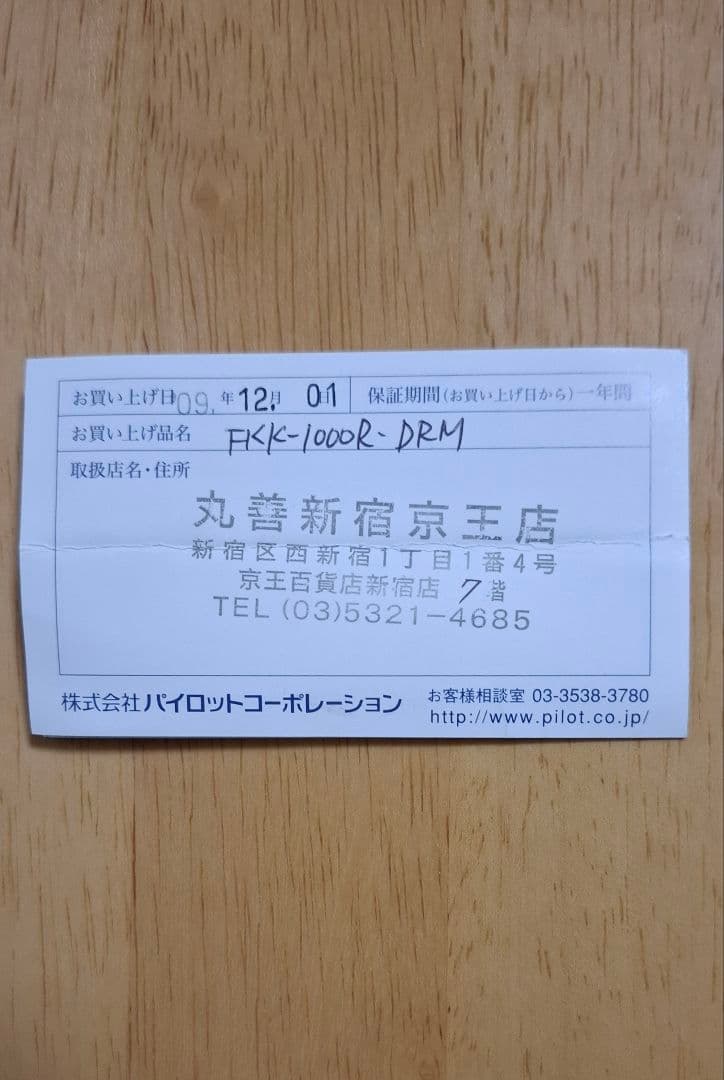 お買い上げ日 09. 年 12. 月 01 日 保証期間(お買い上げ日から)一年間
お買い上げ品名 FKK-1000R-DRM
取扱店名・住所
丸善新宿京王店
新宿区西新宿1丁目1番4号
京王百貨店新宿店 7階
TEL (03)5321-4685
株式会社パイロットコーポレーション お客様相談室 03-3538-3780
http://www.pilot.co.jp/